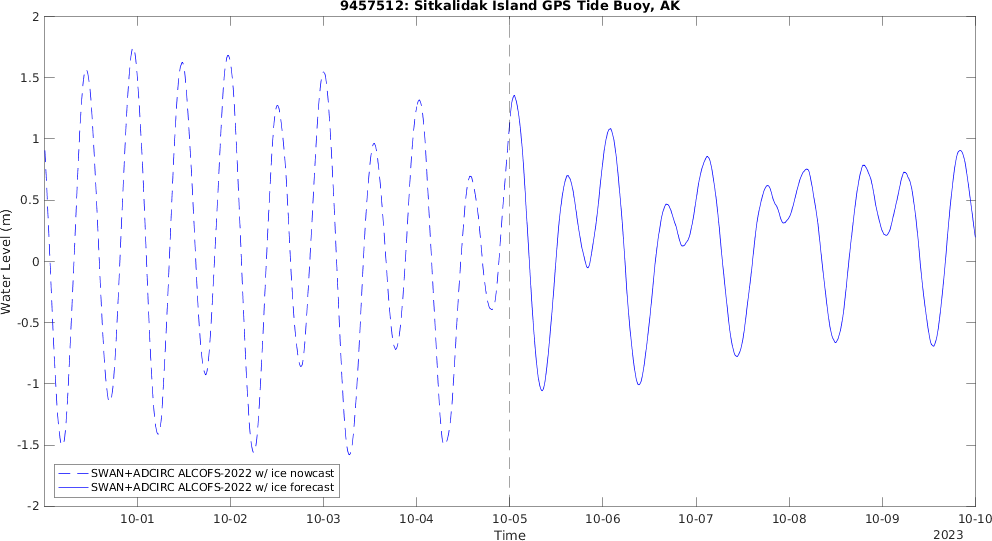 9457512: Sitkalidak Island GPS Tide Buoy, AK
2
1.5
1
0.5
0
-0.5
-1
-1.5
-2
Water Level (m)
SWAN+ADCIRC ALCOFS-2022 w/ ice nowcast
SWAN+ADCIRC ALCOFS-2022 w/ ice forecast
10-01 10-02 10-03 10-04 10-05 10-06 10-07 10-08 10-09 10-10
Time
2023